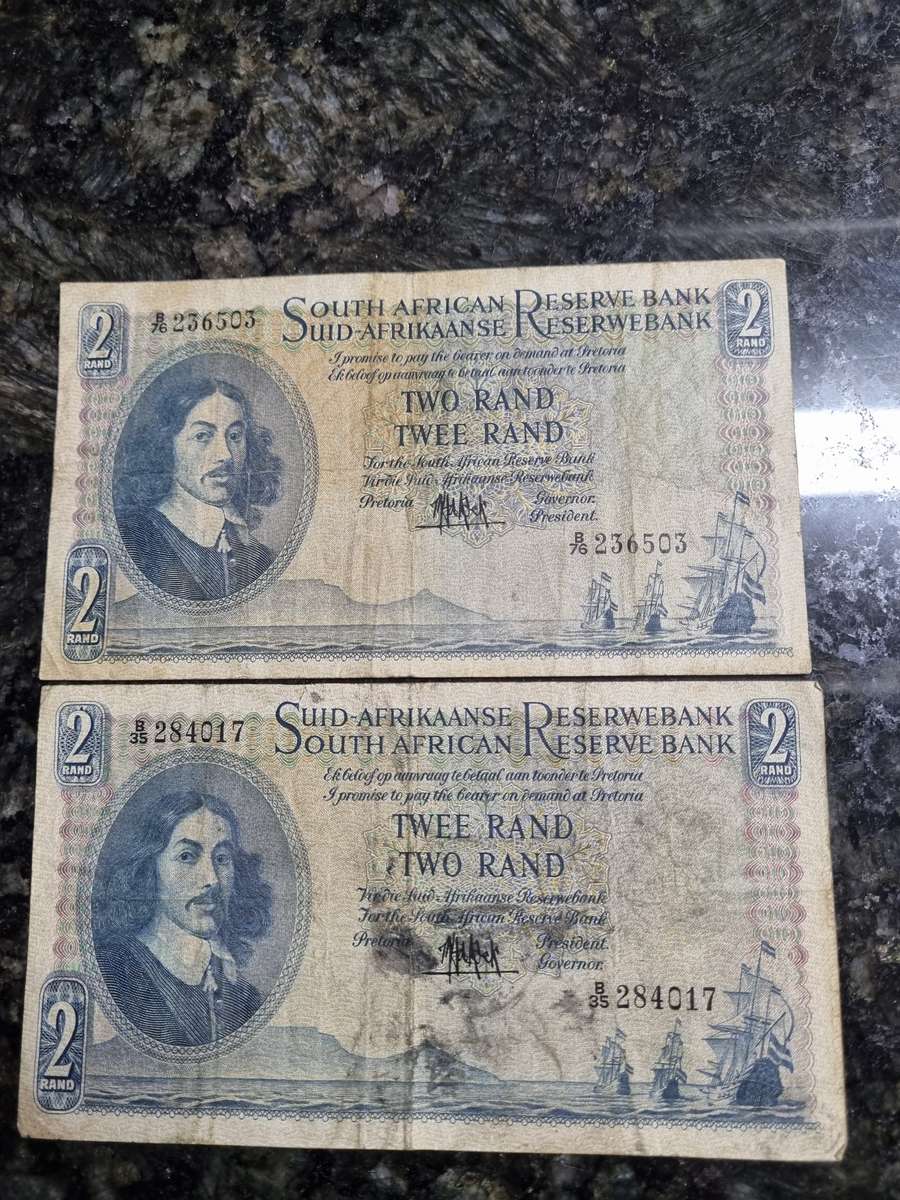 2 RAND
B/76 236503
SOUTH AFRICAN RESERVE BANK
SUID-AFRIKAANSE RESERWEBANK
2 RAND
I promise to pay the bearer on demand at Pretoria
Ek beloof op aanvraag te betaal aan toonder te Pretoria
TWO RAND
TWEE RAND
For the South African Reserve Bank
Vir die Suid-Afrikaanse Reserwebank
Pretoria
Governor.
President.
B/76 236503
2 RAND
2 RAND
B/35 284017
SUID-AFRIKAANSE RESERWEBANK
SOUTH AFRICAN RESERVE BANK
2 RAND
Ek beloof op aanvraag te betaal aan toonder te Pretoria
I promise to pay the bearer on demand at Pretoria
TWEE RAND
TWO RAND
Vir die Suid-Afrikaanse Reserwebank
For the South African Reserve Bank
Pretoria
President.
Governor.
B/35 284017
2 RAND